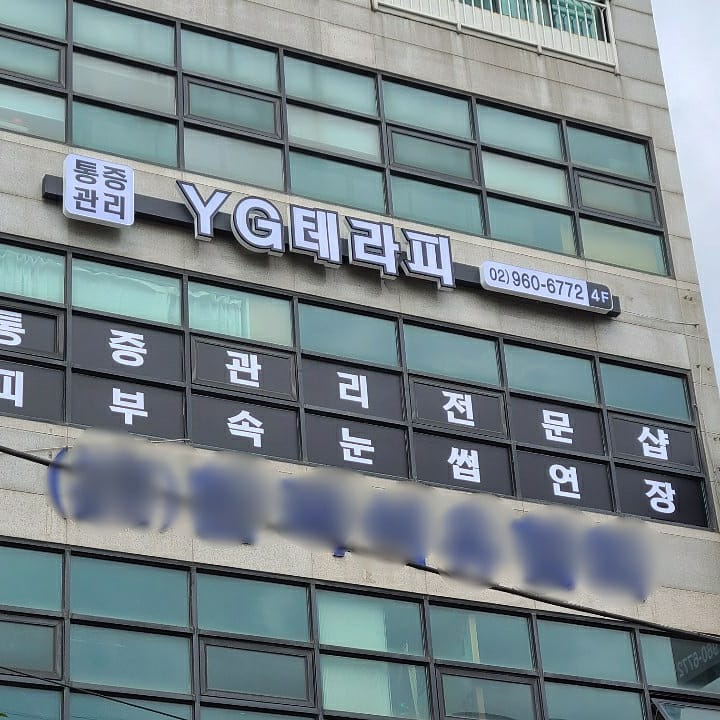 통증
관리
YG테라피
02)960-6772 4F
통증관리전문샵
피부속눈썹연장